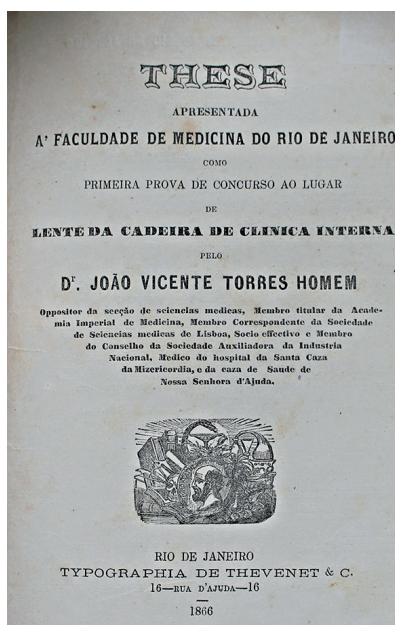 THESE
APRESENTADA
A' FACULDADE DE MEDICINA DO RIO DE JANEIRO
COMO
PRIMEIRA PROVA DE CONCURSO AO LUGAR
DE
LENTE DA CADEIRA DE CLINICA INTERNA
PELO
Dr. JOÃO VICENTE TORRES HOMEM
Oppositor da secção de sciencias medicas, Membro titular da Acade-
mia Imperial de Medicina, Membro Correspondente da Sociedade
de Sciencias medicas de Lisboa, Socio effectivo e Membro
do Conselho da Sociedade Auxiliadora da Industria
Nacional, Medico do hospital da Santa Caza
da Mizericordia, e da caza de Saude de
Nossa Senhora d'Ajuda.
RIO DE JANEIRO
TYPOGRAPHIA DE THEVENET & C.
16—RUA D'AJUDA—16
1866